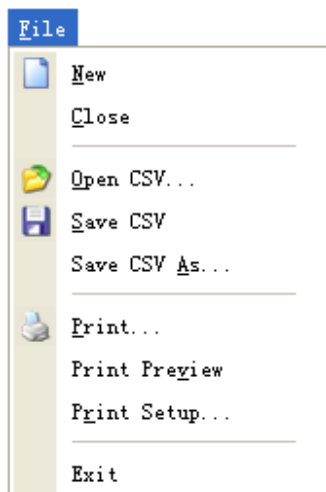 File
New
Close
Open CSV...
Save CSV
Save CSV As...
Print...
Print Preview
Print Setup...
Exit